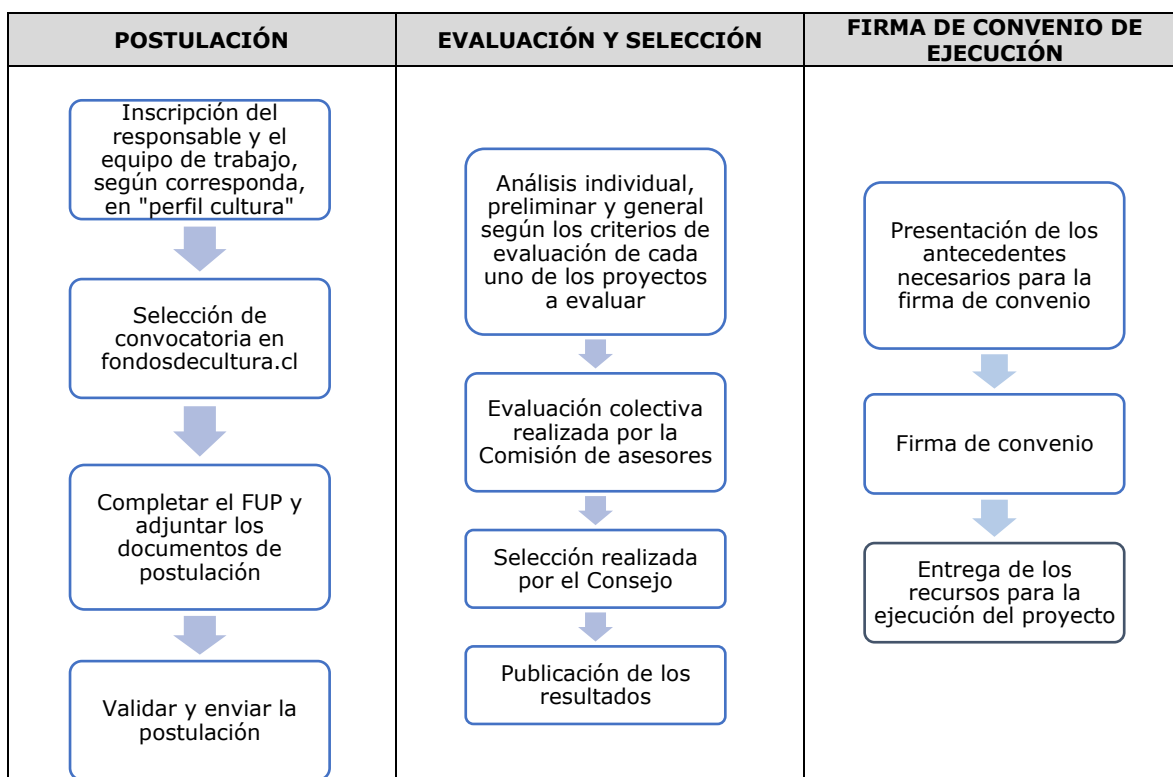 POSTULACIÓN
Inscripción del
responsable y el
equipo de trabajo,
según corresponda,
en "perfil cultura"
Selección de
convocatoria en
fondosdecultura.cl
Completar el FUP y
adjuntar los
documentos de
postulación
Validar y enviar la
postulación
EVALUACIÓN Y SELECCIÓN
Análisis individual,
preliminar y general
según los criterios de
evaluación de cada
uno de los proyectos
a evaluar
Evaluación colectiva
realizada por la
Comisión de asesores
Selección realizada
por el Consejo
Publicación de los
resultados
FIRMA DE CONVENIO DE
EJECUCIÓN
Presentación de los
antecedentes
necesarios para la
firma de convenio
Firma de convenio
Entrega de los
recursos para la
ejecución del proyecto